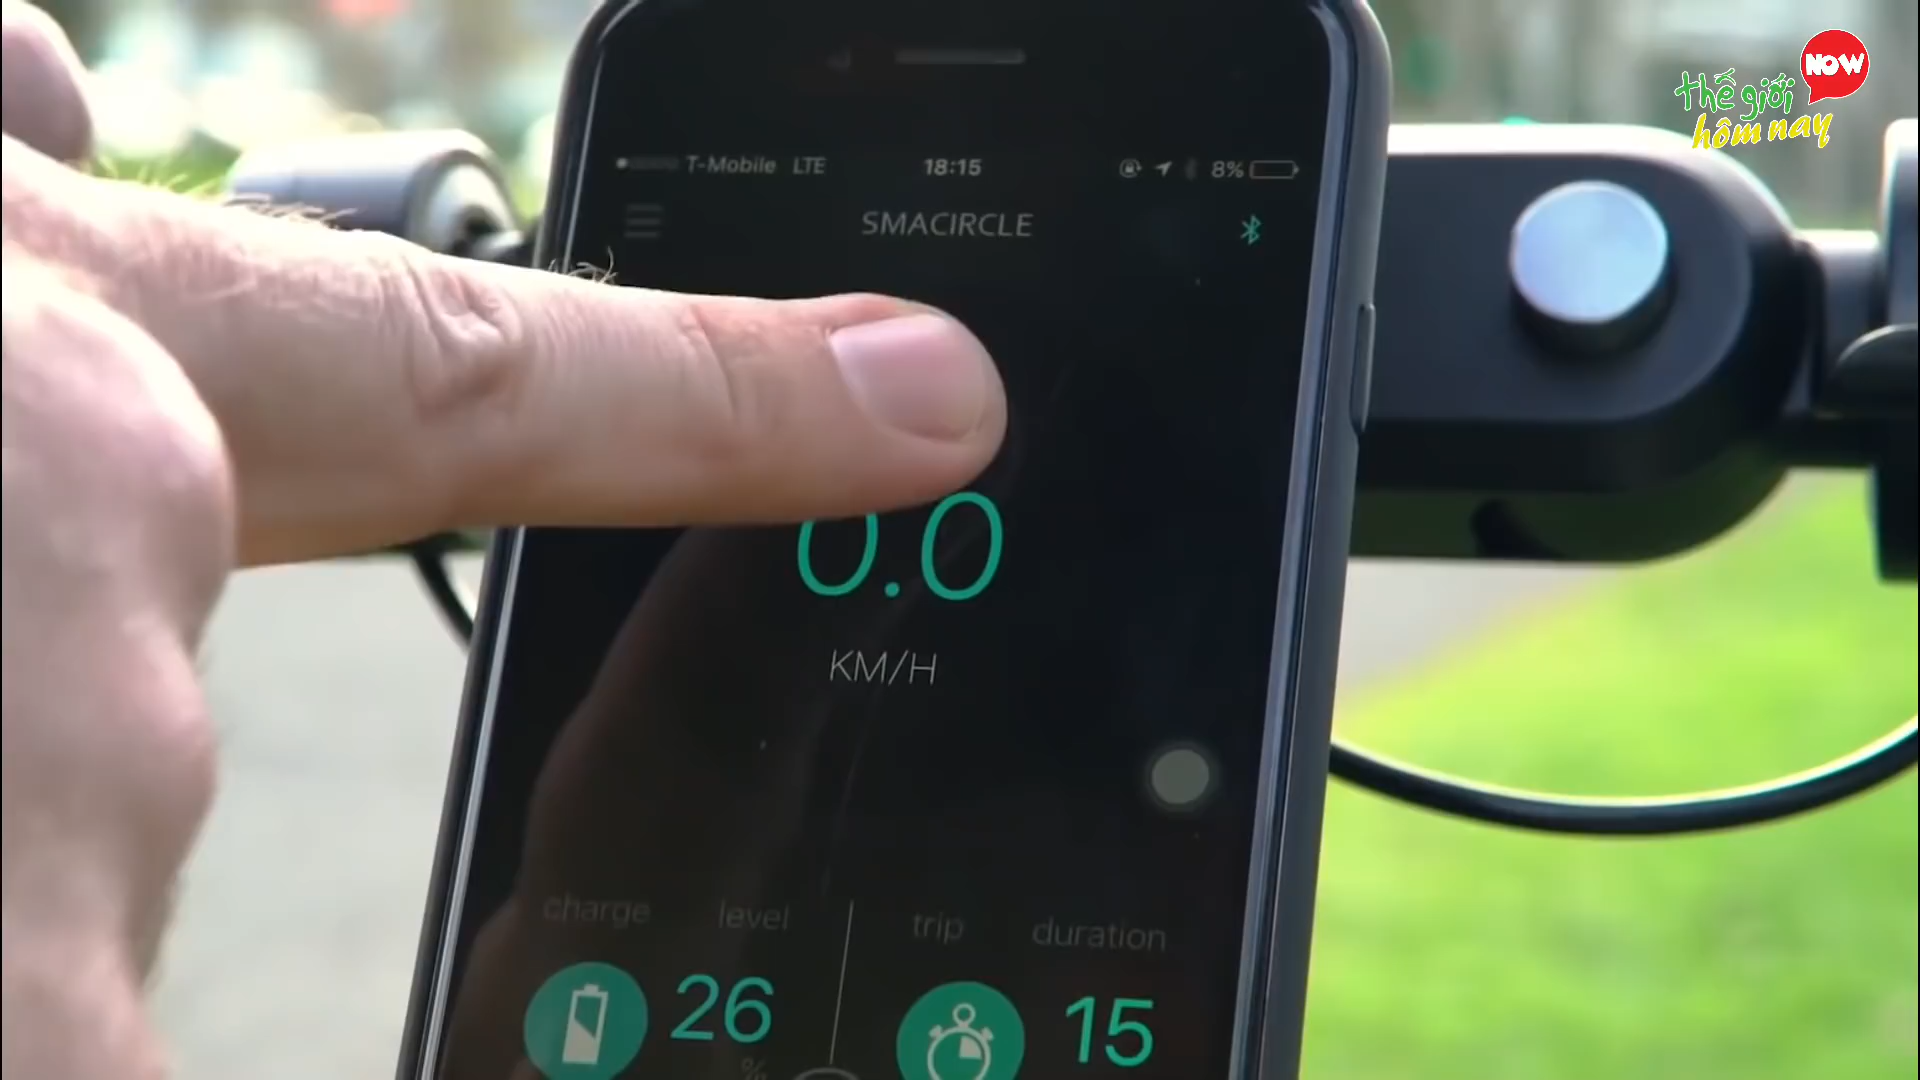 NOW
thế giới
hôm nay
T-Mobile LTE 18:15 8%
SMACIRCLE
0.0
KM/H
charge level trip duration
26 15
%